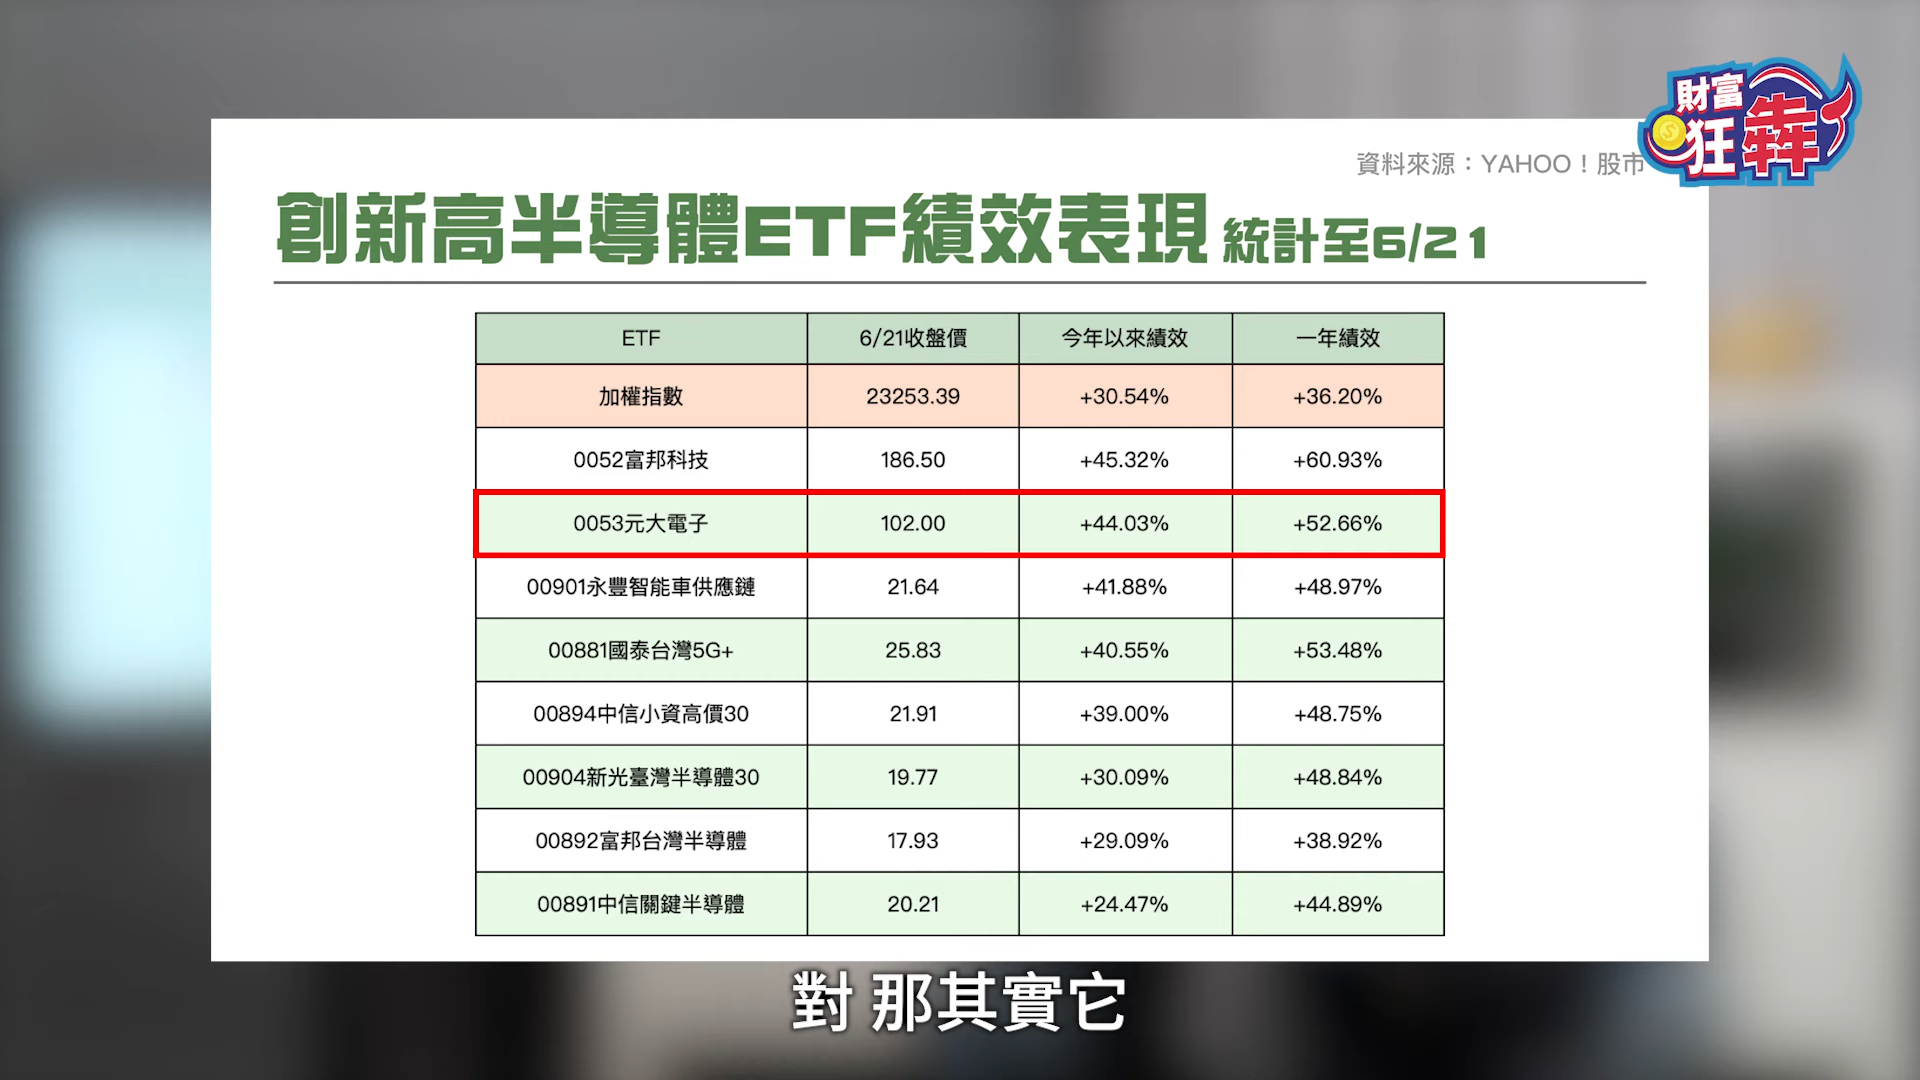 財富
狂犇
資料來源：YAHOO！股市
創新高半導體ETF績效表現 統計至6/21
ETF 6/21收盤價 今年以來績效 一年績效
加權指數 23253.39 +30.54% +36.20%
0052富邦科技 186.50 +45.32% +60.93%
0053元大電子 102.00 +44.03% +52.66%
00901永豐智能車供應鏈 21.64 +41.88% +48.97%
00881國泰台灣5G+ 25.83 +40.55% +53.48%
00894中信小資高價30 21.91 +39.00% +48.75%
00904新光臺灣半導體30 19.77 +30.09% +48.84%
00892富邦台灣半導體 17.93 +29.09% +38.92%
00891中信關鍵半導體 20.21 +24.47% +44.89%
對 那其實它